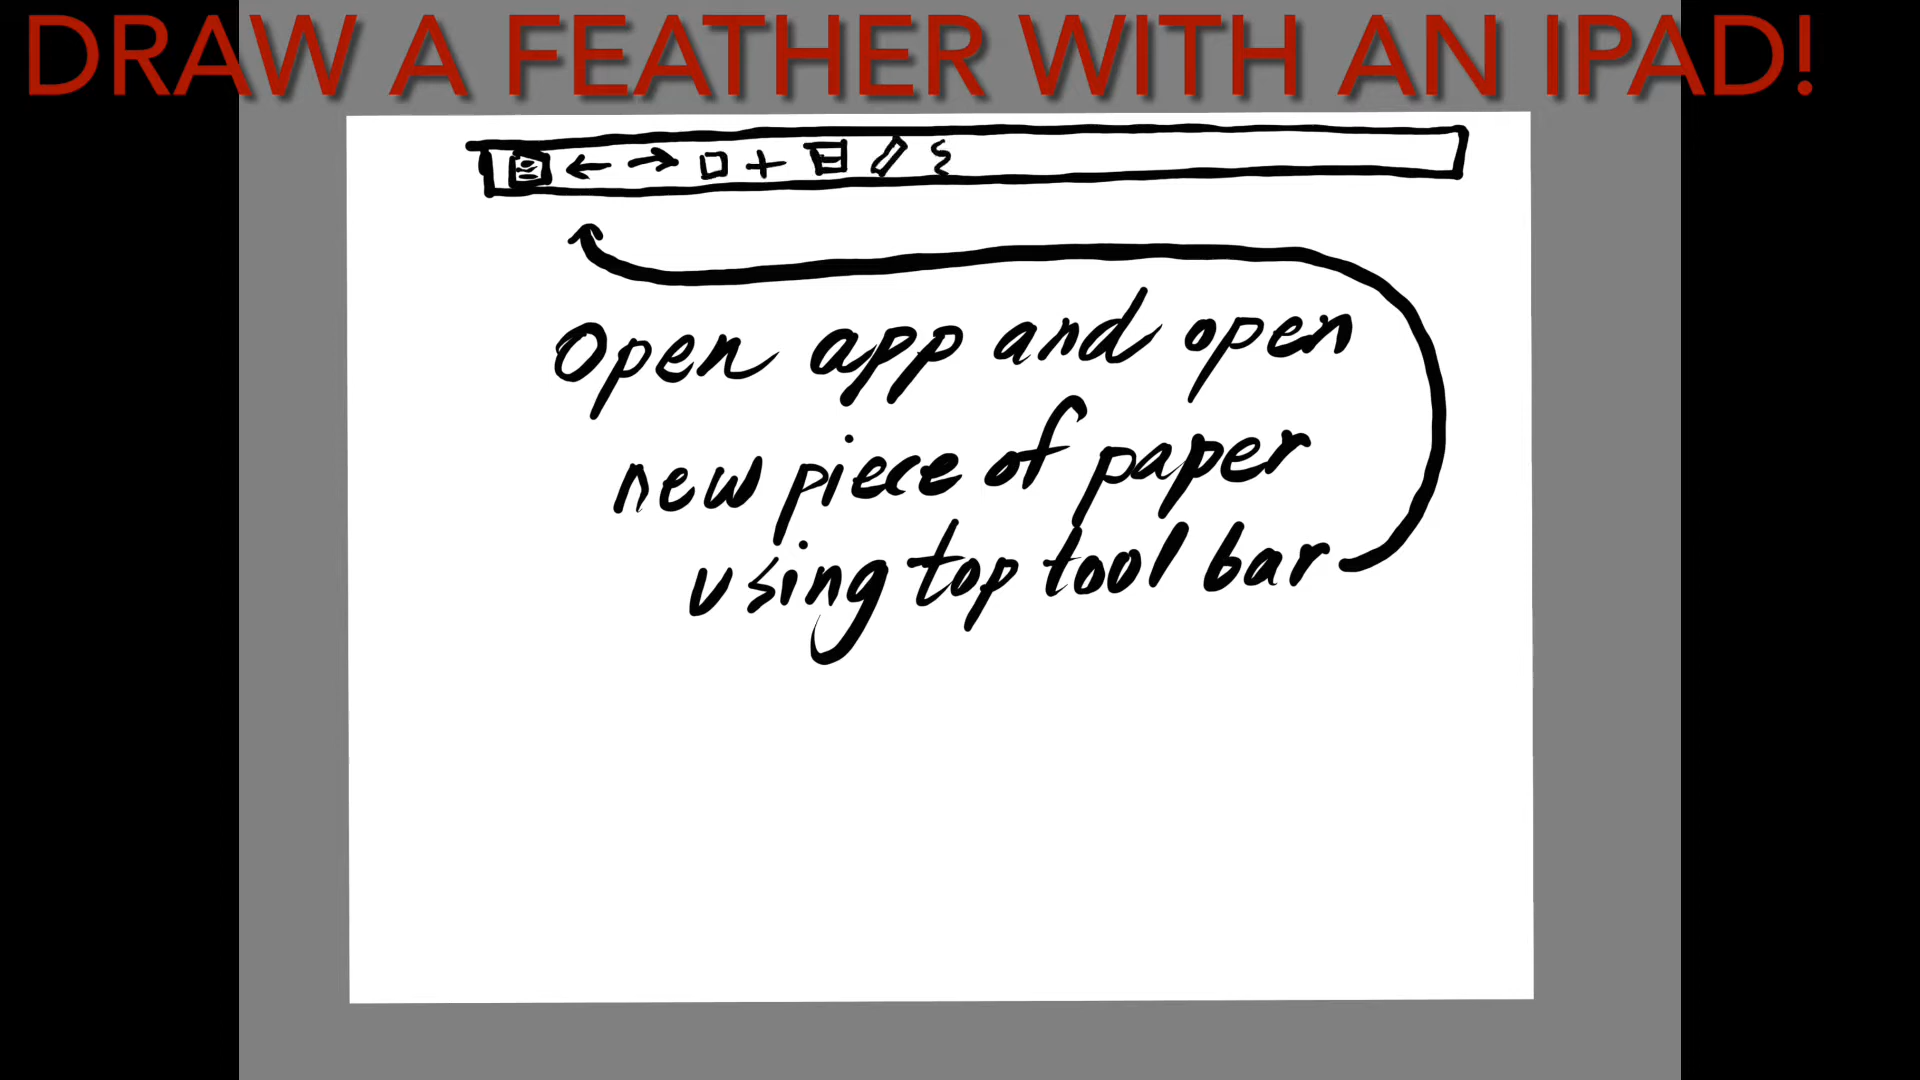 DRAW A FEATHER WITH AN IPAD!
Open app and open
new piece of paper
using top tool bar